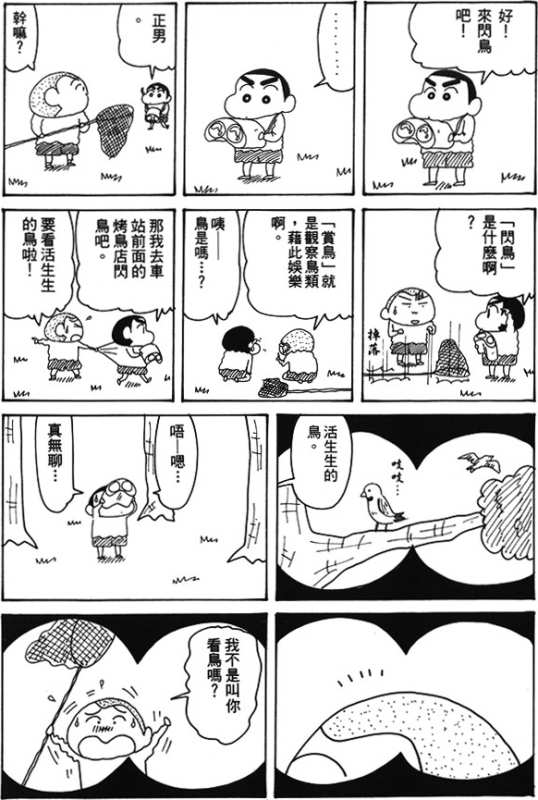 好！
來閃鳥
吧！
………
正男
。
幹嘛？
「閃鳥」
是什麼啊
？
掉落
「賞鳥」就
是觀察鳥類
，藉此娛樂
啊。
咦—
鳥是嗎…？
那我去車
站前面的
烤鳥店閃
鳥吧。
要看活生生
的鳥啦！
吱吱…
活生生的
鳥。
唔—嗯…
真無聊…
我不是叫你
看鳥嗎？